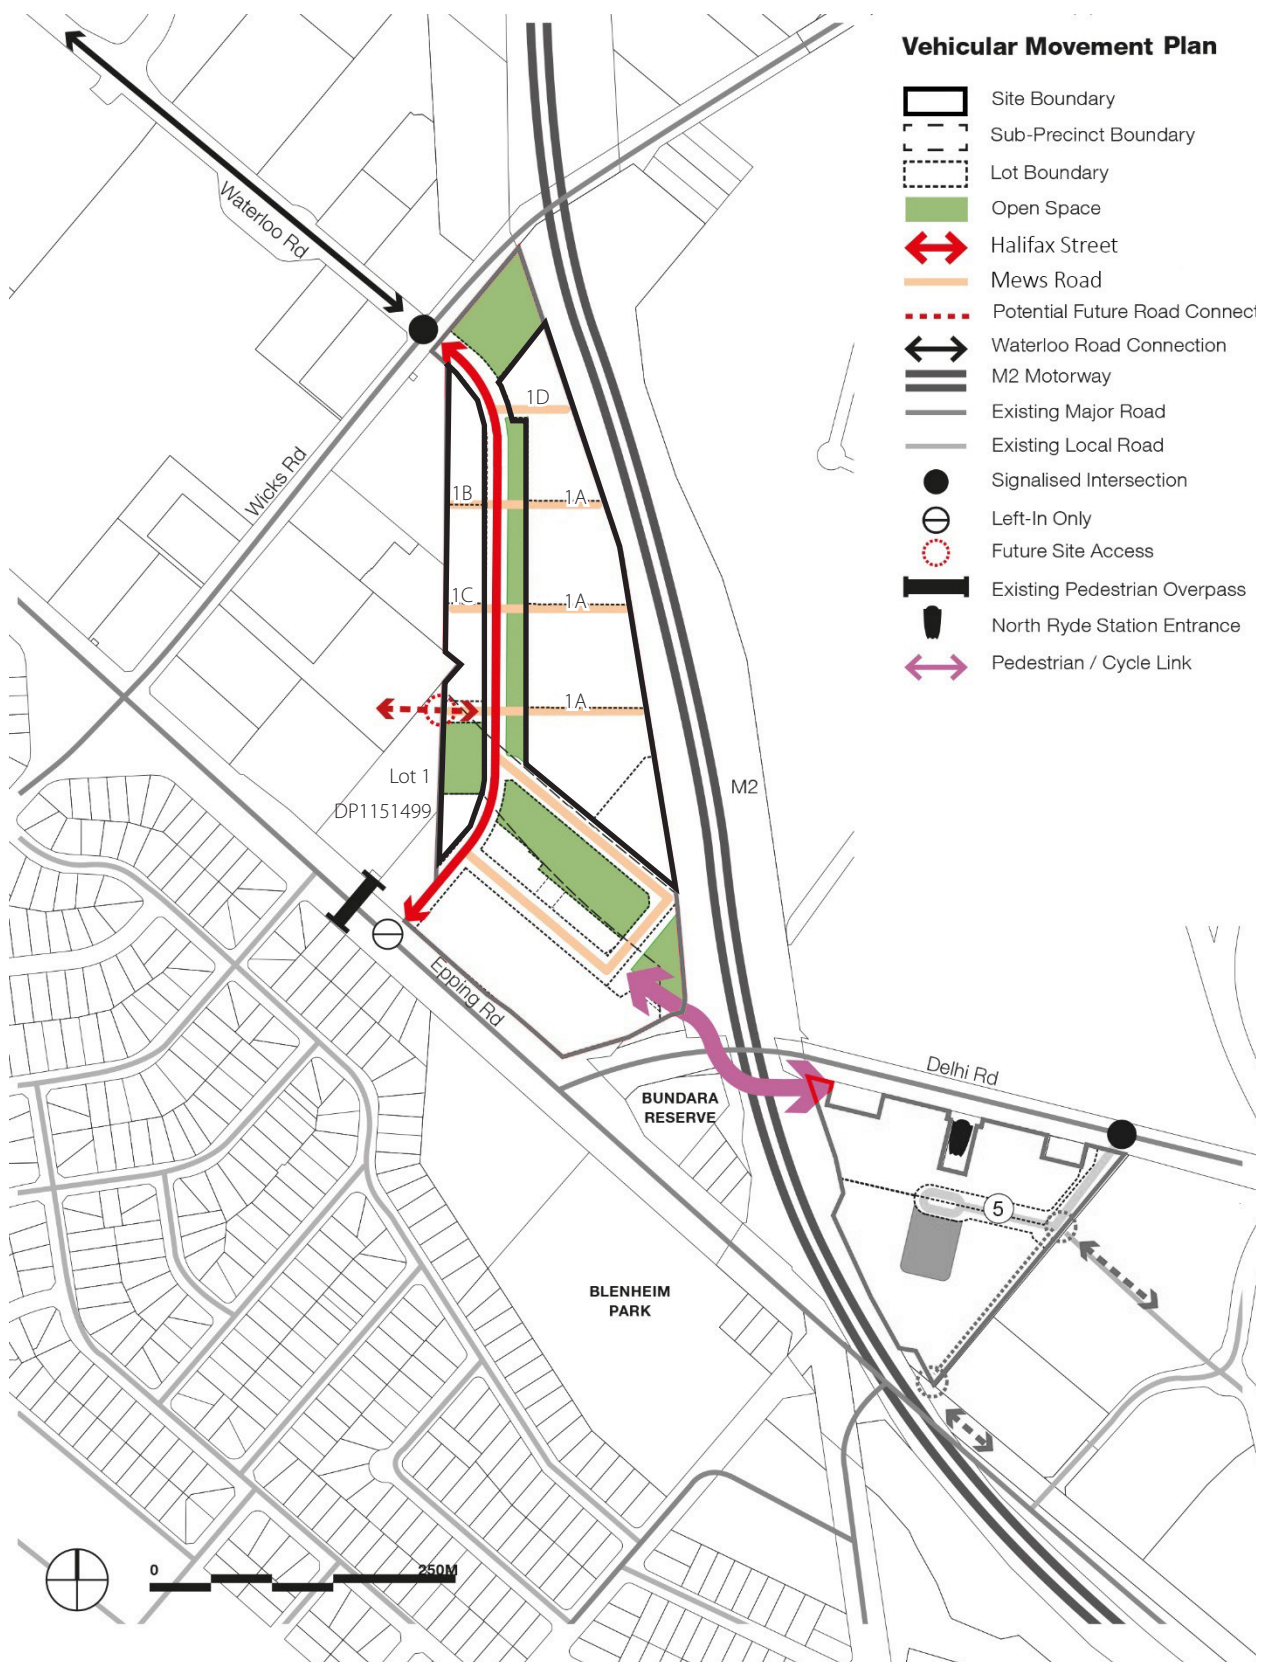 Vehicular Movement Plan
Site Boundary
Sub-Precinct Boundary
Lot Boundary
Open Space
Halifax Street
Mews Road
Potential Future Road Connect
Waterloo Road Connection
M2 Motorway
Existing Major Road
Existing Local Road
Signalised Intersection
Left-In Only
Future Site Access
Existing Pedestrian Overpass
North Ryde Station Entrance
Pedestrian / Cycle Link
Waterloo Rd
Wicks Rd
1D
1B
1A
1C
1A
1A
Lot 1
DP1151499
M2
Epping Rd
Delhi Rd
BUNDARA
RESERVE
5
BLENHEIM
PARK
0
250M